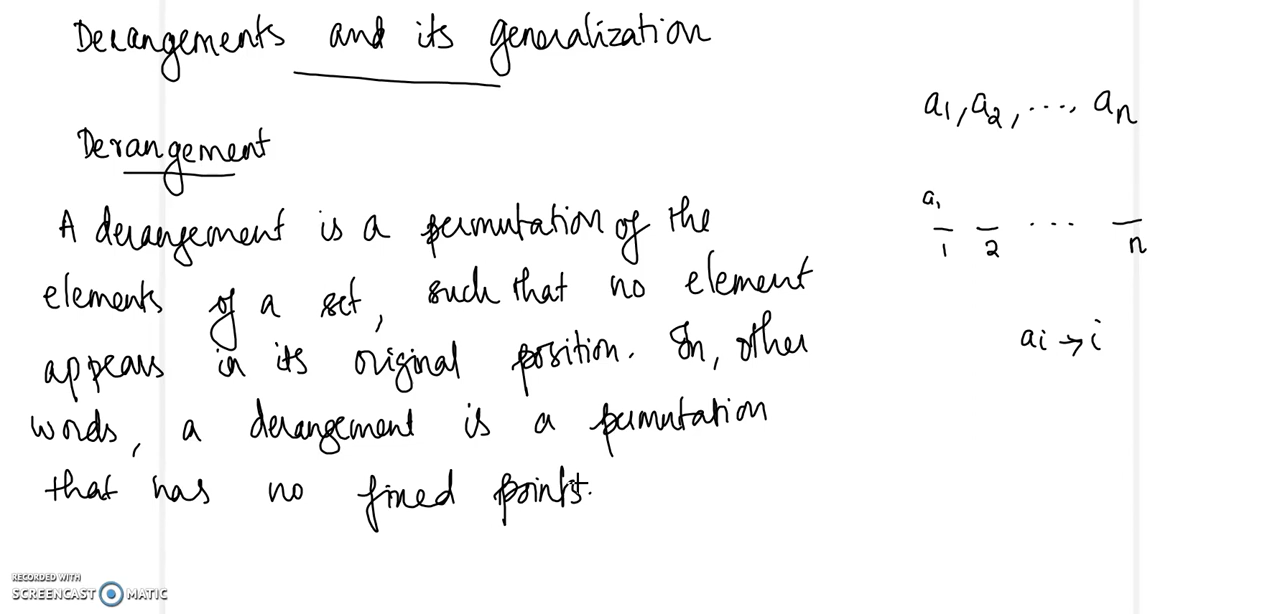 Derangements and its generalization
Derangement
A derangement is a permutation of the
elements of a set, such that no element
appears in its original position. In, other
words, a derangement is a permutation
that has no fixed points.
a1, a2, ..., an
a1
1 2 ... n
ai → i
RECORDED WITH
SCREENCAST MATIC